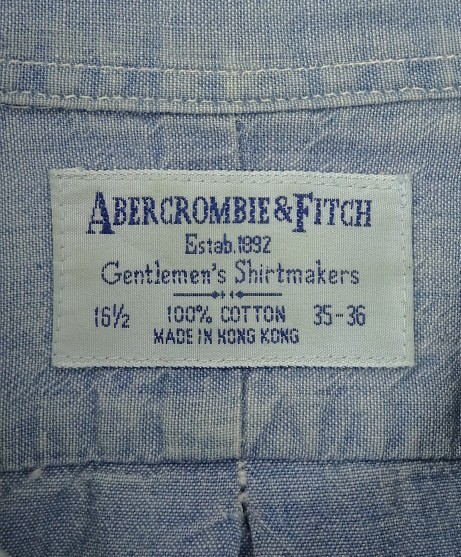 ABERCROMBIE & FITCH
Estab.1892
Gentlemen's Shirtmakers
16½ 100% COTTON 35-36
MADE IN HONG KONG